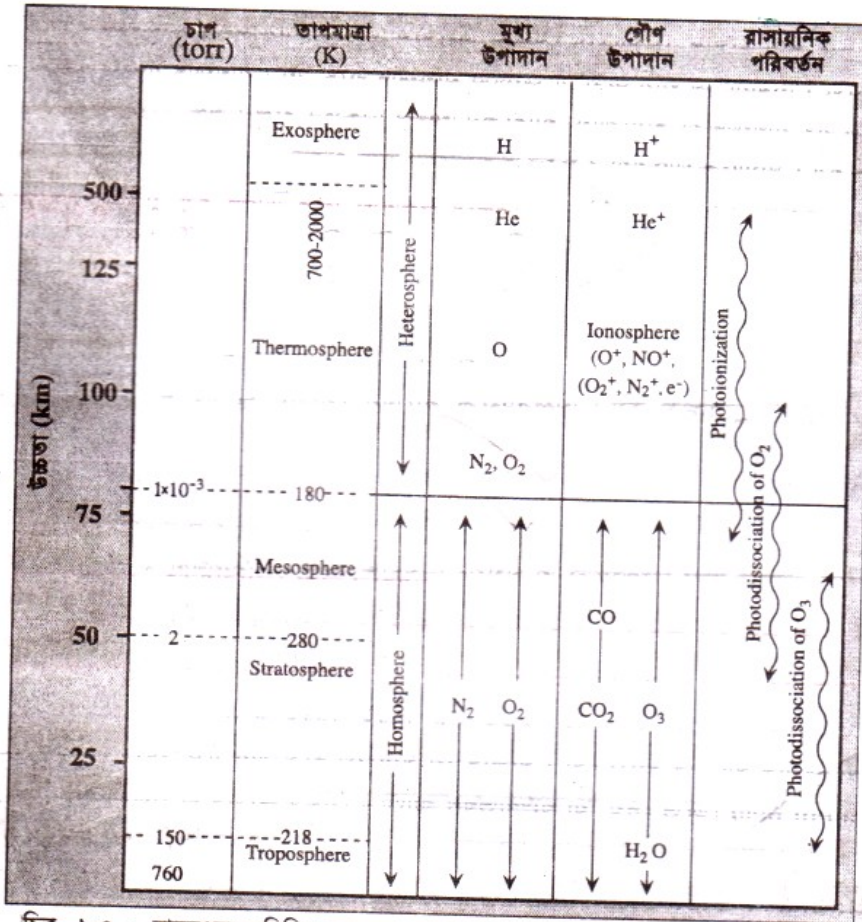 চাপ
(torr)
তাপমাত্রা
(K)
মুখ্য
উপাদান
গৌণ
উপাদান
রাসায়নিক
পরিবর্তন
উচ্চতা (km)
500
125
100
75
50
25
1×10⁻³
2
150
760
Exosphere
700-2000
Thermosphere
180
Mesosphere
280
Stratosphere
218
Troposphere
Heterosphere
Homosphere
H
He
O
N₂, O₂
N₂ O₂
H⁺
He⁺
Ionosphere
(O⁺, NO⁺,
(O₂⁺, N₂⁺, e⁻)
CO
CO₂ O₃
H₂O
Photoionization
Photodissociation of O₂
Photodissociation of O₃